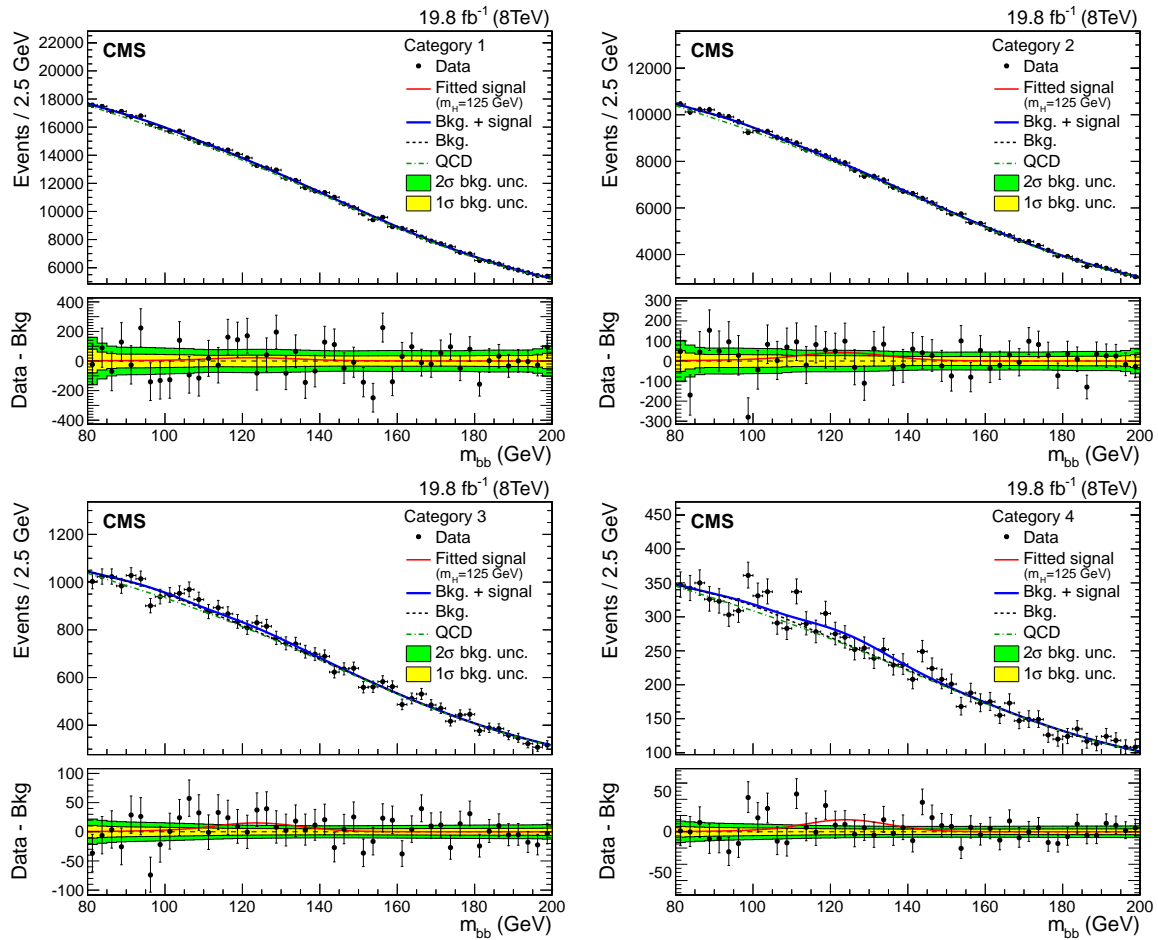 19.8 fb⁻¹ (8TeV)
CMS
Category 1
Data
Fitted signal
(m_H=125 GeV)
Bkg. + signal
Bkg.
QCD
2σ bkg. unc.
1σ bkg. unc.
Events / 2.5 GeV
22000
20000
18000
16000
14000
12000
10000
8000
6000
Data - Bkg
400
200
0
-200
-400
80 100 120 140 160 180 200
m_bb (GeV)
19.8 fb⁻¹ (8TeV)
CMS
Category 2
Data
Fitted signal
(m_H=125 GeV)
Bkg. + signal
Bkg.
QCD
2σ bkg. unc.
1σ bkg. unc.
Events / 2.5 GeV
12000
10000
8000
6000
4000
Data - Bkg
300
200
100
0
-100
-200
-300
80 100 120 140 160 180 200
m_bb (GeV)
19.8 fb⁻¹ (8TeV)
CMS
Category 3
Data
Fitted signal
(m_H=125 GeV)
Bkg. + signal
Bkg.
QCD
2σ bkg. unc.
1σ bkg. unc.
Events / 2.5 GeV
1200
1000
800
600
400
Data - Bkg
100
50
0
-50
-100
80 100 120 140 160 180 200
m_bb (GeV)
19.8 fb⁻¹ (8TeV)
CMS
Category 4
Data
Fitted signal
(m_H=125 GeV)
Bkg. + signal
Bkg.
QCD
2σ bkg. unc.
1σ bkg. unc.
Events / 2.5 GeV
450
400
350
300
250
200
150
100
Data - Bkg
50
0
-50
80 100 120 140 160 180 200
m_bb (GeV)